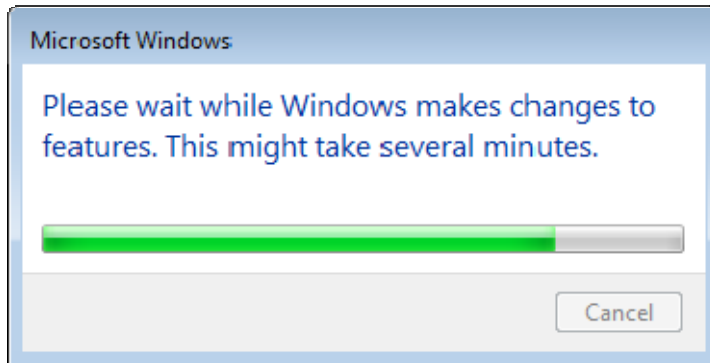 Microsoft Windows
Please wait while Windows makes changes to
features. This might take several minutes.
Cancel